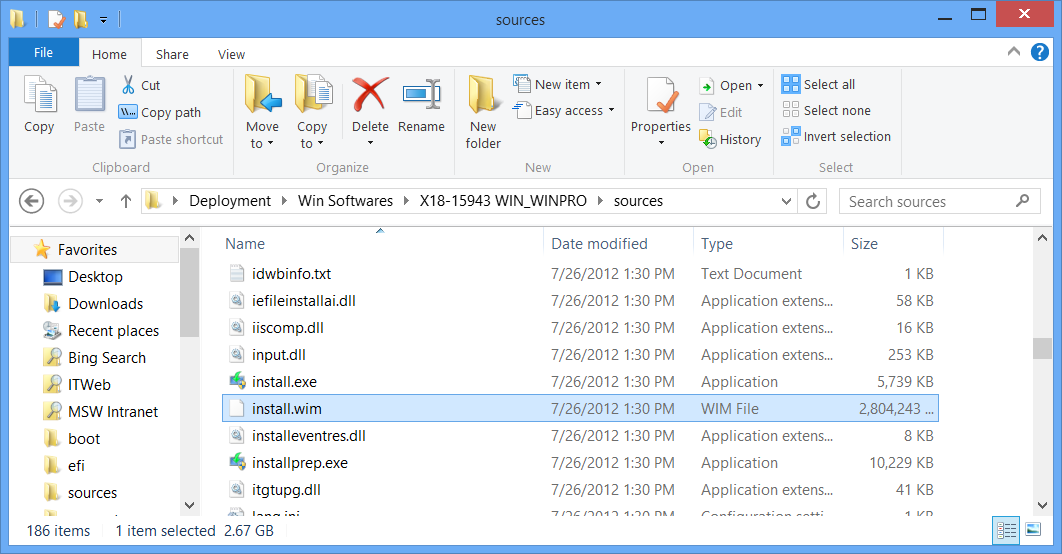 sources
File Home Share View
Copy Paste Cut Copy path Paste shortcut Clipboard
Move to Copy to Delete Rename Organize
New folder New item Easy access New
Properties Open Edit History Open
Select all Select none Invert selection Select
Deployment Win Softwares X18-15943 WIN_WINPRO sources Search sources
Favorites
Desktop
Downloads
Recent places
Bing Search
ITWeb
MSW Intranet
boot
efi
sources
Name Date modified Type Size
idwbinfo.txt 7/26/2012 1:30 PM Text Document 1 KB
iefileinstallai.dll 7/26/2012 1:30 PM Application extens... 58 KB
iiscomp.dll 7/26/2012 1:30 PM Application extens... 16 KB
input.dll 7/26/2012 1:30 PM Application extens... 253 KB
install.exe 7/26/2012 1:30 PM Application 5,739 KB
install.wim 7/26/2012 1:30 PM WIM File 2,804,243 ...
installeventres.dll 7/26/2012 1:30 PM Application extens... 8 KB
installprep.exe 7/26/2012 1:30 PM Application 10,229 KB
itgtupg.dll 7/26/2012 1:30 PM Application extens... 41 KB
lang.ini 7/26/2012 1:30 PM Configuration setti... 1 KB
186 items 1 item selected 2.67 GB